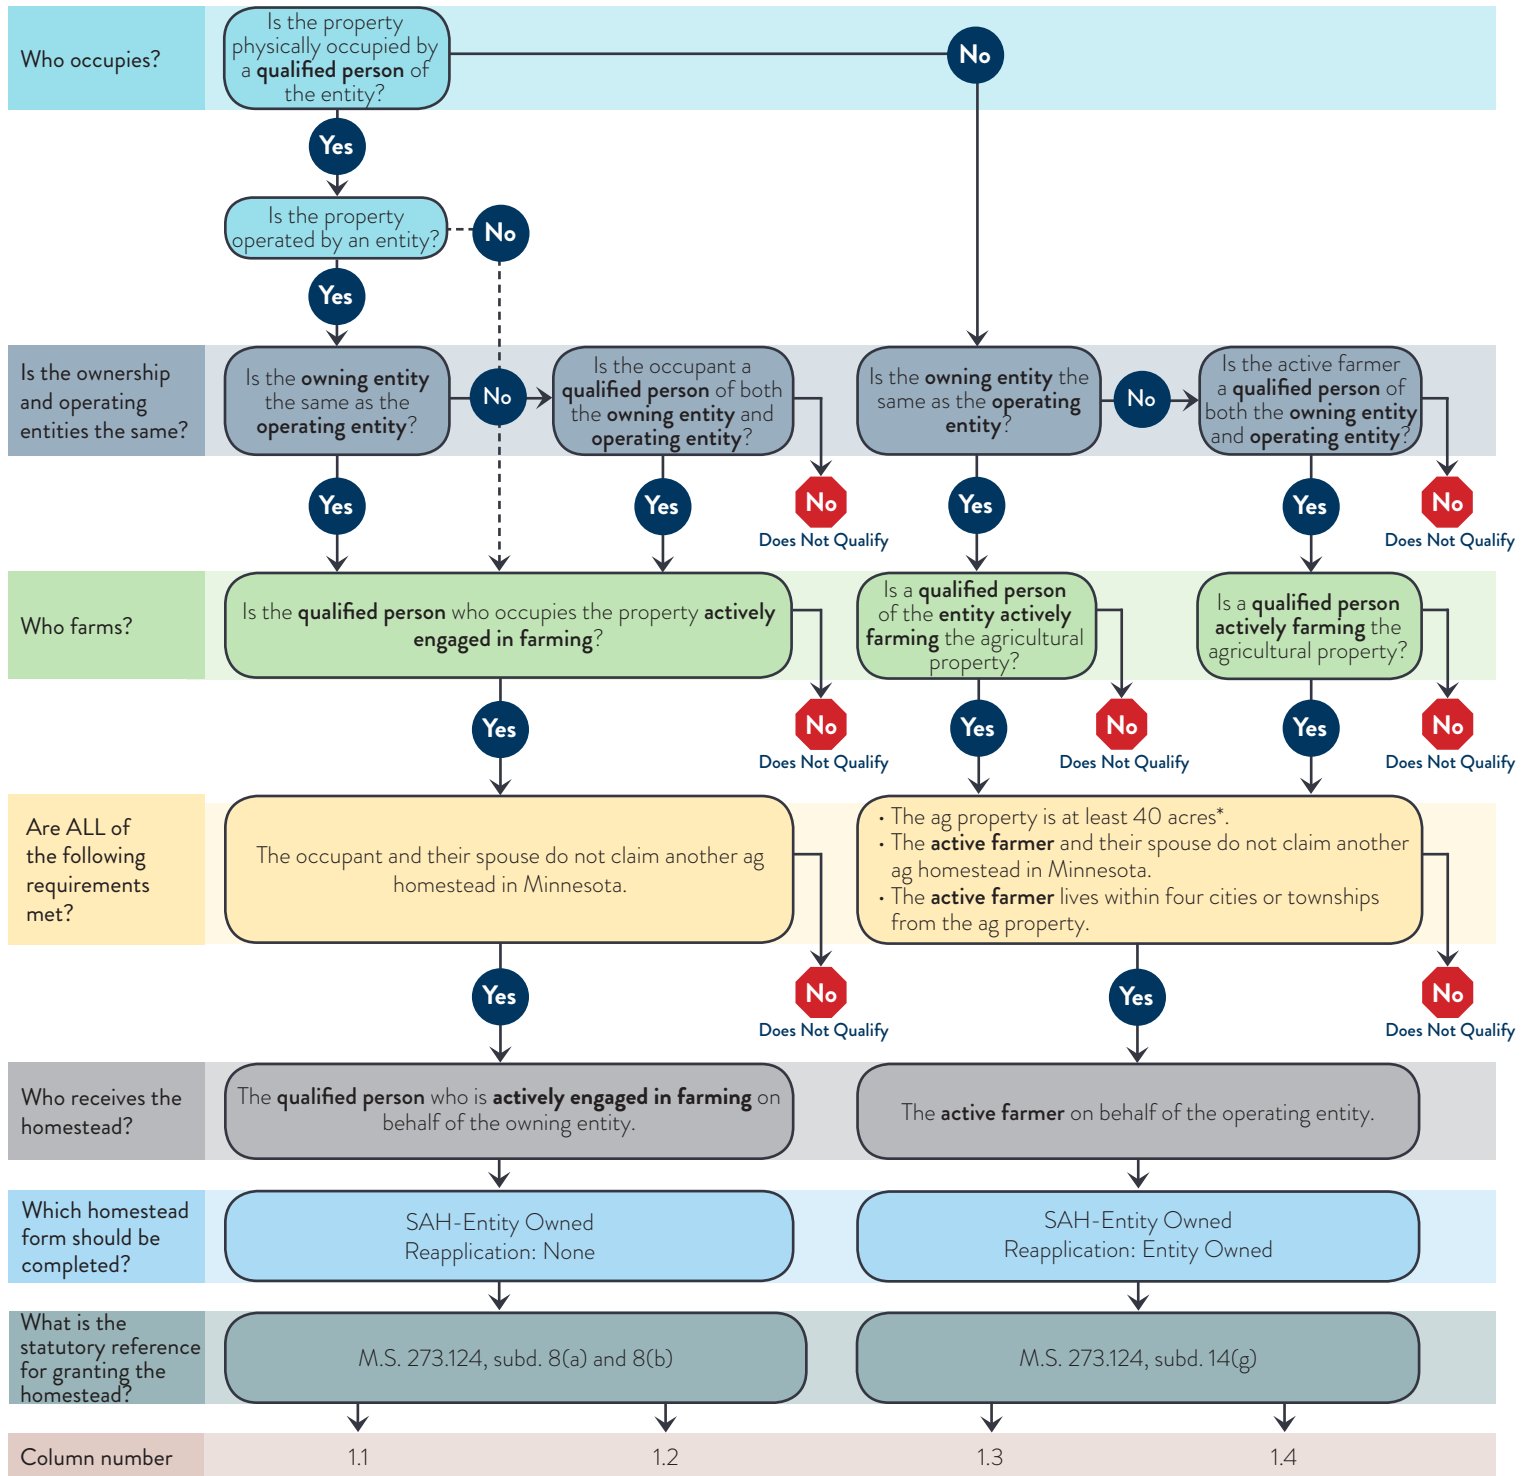 Who occupies?
Is the property
physically occupied by
a qualified person of
the entity?
No
Yes
Is the property
operated by an entity?
No
Yes
Is the ownership
and operating
entities the same?
Is the owning entity
the same as the
operating entity?
No
Is the occupant a
qualified person of both
the owning entity and
operating entity?
Is the owning entity the
same as the operating
entity?
No
Is the active farmer
a qualified person of
both the owning entity
and operating entity?
Yes
Yes
No
Does Not Qualify
Yes
Yes
No
Does Not Qualify
Who farms?
Is the qualified person who occupies the property actively
engaged in farming?
Is a qualified person
of the entity actively
farming the agricultural
property?
Is a qualified person
actively farming the
agricultural property?
Yes
No
Does Not Qualify
Yes
No
Does Not Qualify
Yes
No
Does Not Qualify
Are ALL of
the following
requirements
met?
The occupant and their spouse do not claim another ag
homestead in Minnesota.
• The ag property is at least 40 acres*.
• The active farmer and their spouse do not claim another
ag homestead in Minnesota.
• The active farmer lives within four cities or townships
from the ag property.
Yes
No
Does Not Qualify
Yes
No
Does Not Qualify
Who receives the
homestead?
The qualified person who is actively engaged in farming on
behalf of the owning entity.
The active farmer on behalf of the operating entity.
Which homestead
form should be
completed?
SAH-Entity Owned
Reapplication: None
SAH-Entity Owned
Reapplication: Entity Owned
What is the
statutory reference
for granting the
homestead?
M.S. 273.124, subd. 8(a) and 8(b)
M.S. 273.124, subd. 14(g)
Column number
1.1
1.2
1.3
1.4